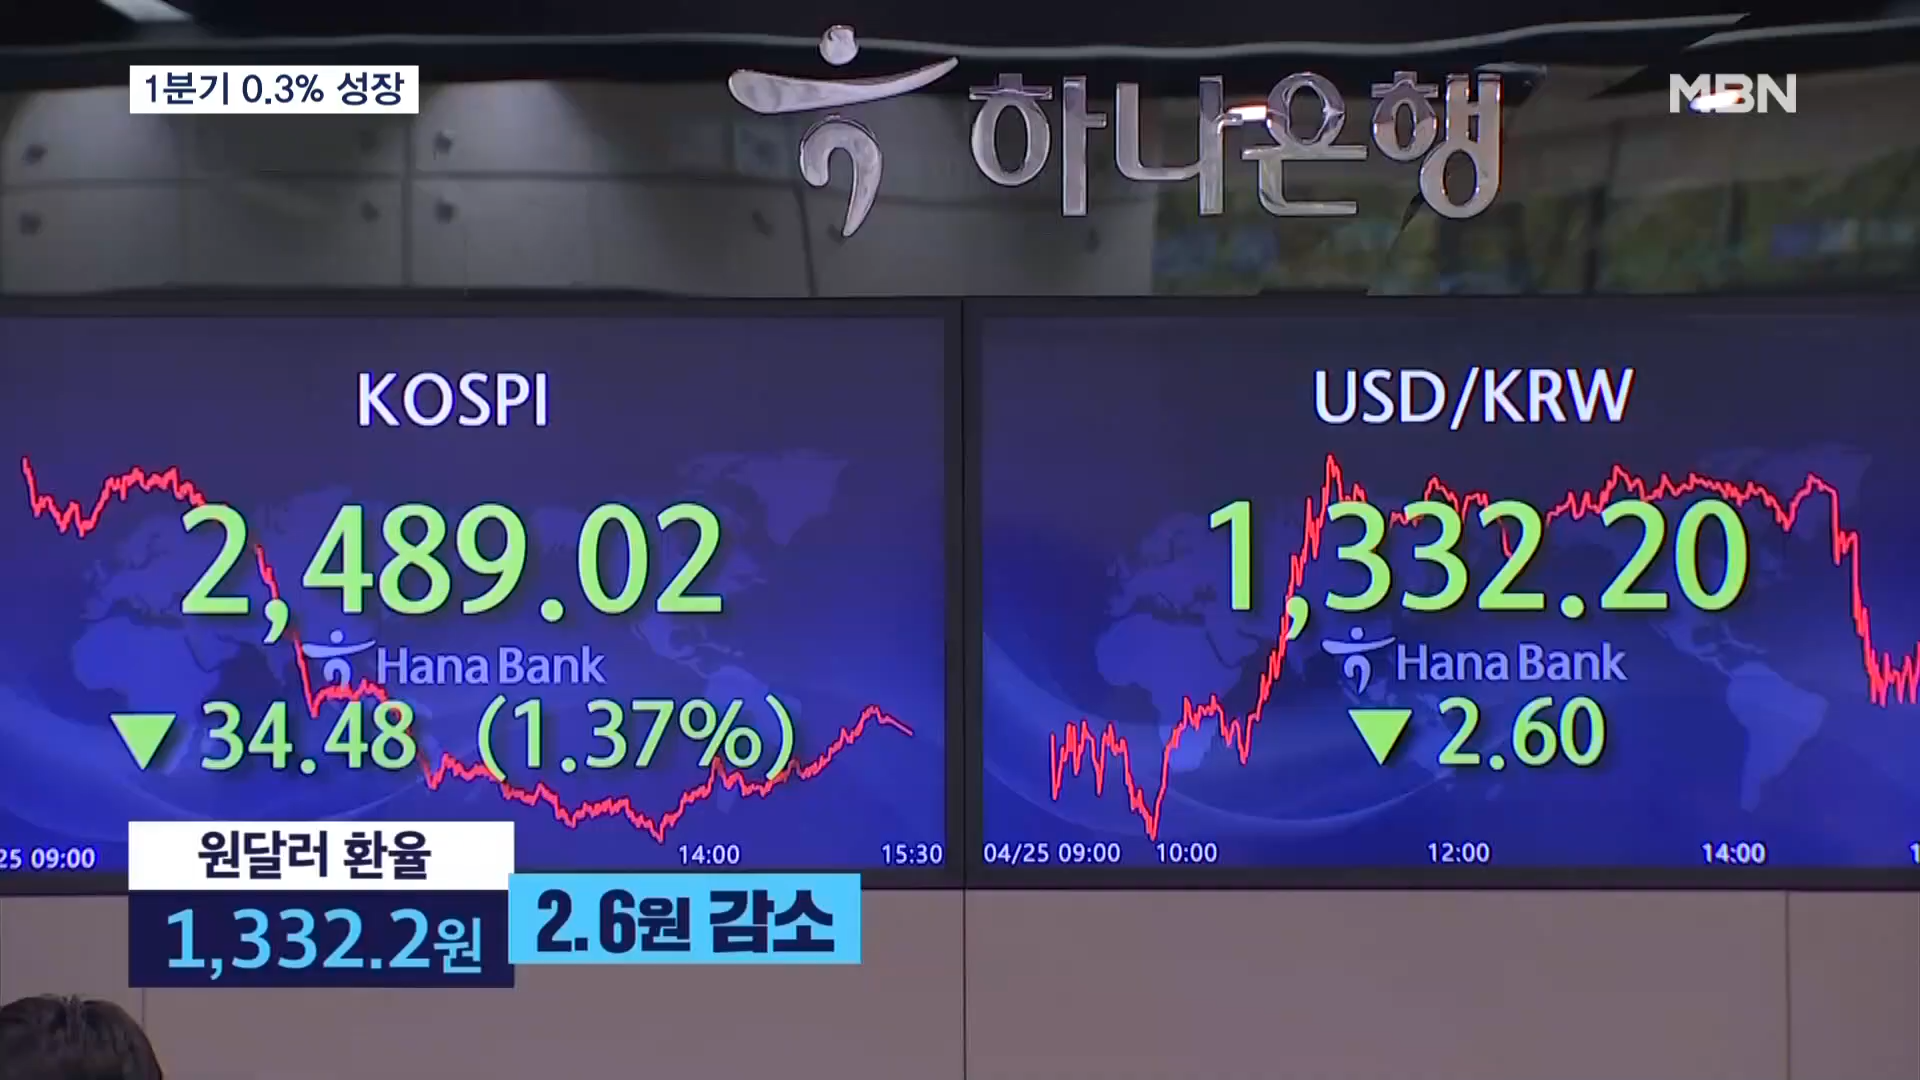 1분기 0.3% 성장
MBN
하나은행
KOSPI
2,489.02
Hana Bank
▼ 34.48 (1.37%)
25 09:00
14:00
15:30
USD/KRW
1,332.20
Hana Bank
▼ 2.60
04/25 09:00
10:00
12:00
14:00
원달러 환율
1,332.2원
2.6원 감소